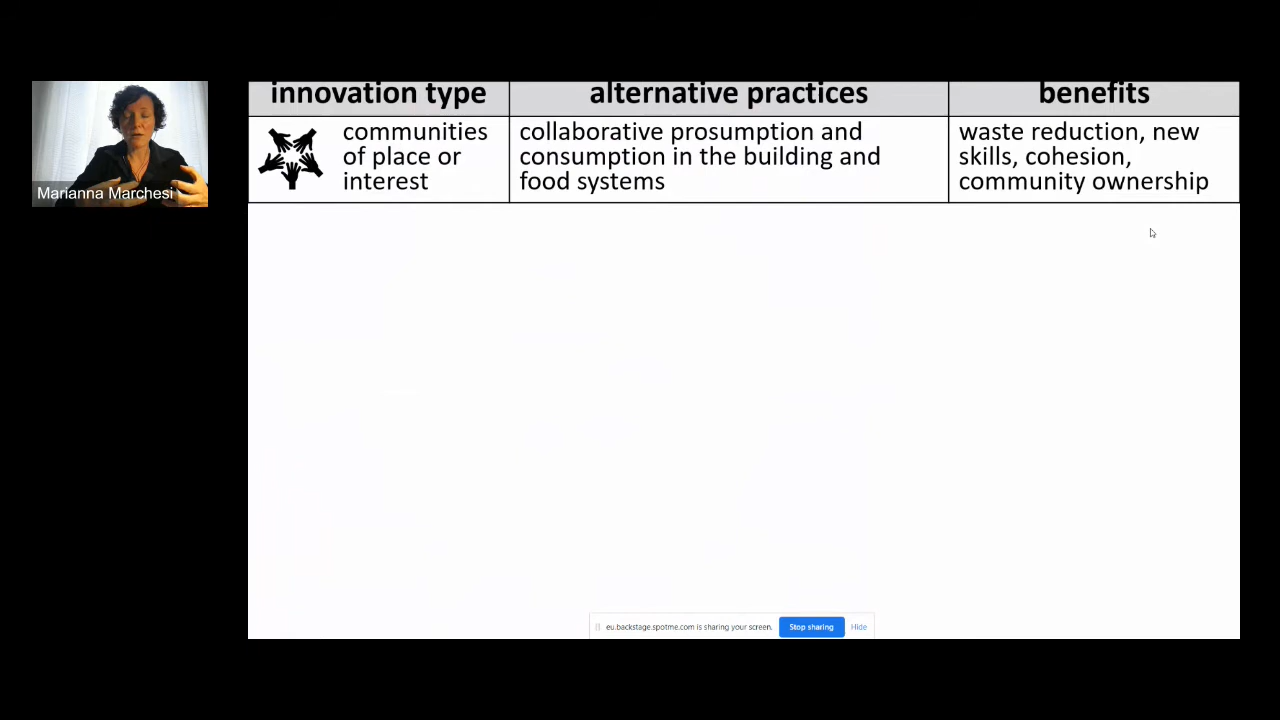 innovation type
alternative practices
benefits
communities
of place or
interest
collaborative prosumption and
consumption in the building and
food systems
waste reduction, new
skills, cohesion,
community ownership
Marianna Marchesi
eu.backstage.spotme.com is sharing your screen.
Stop sharing
Hide